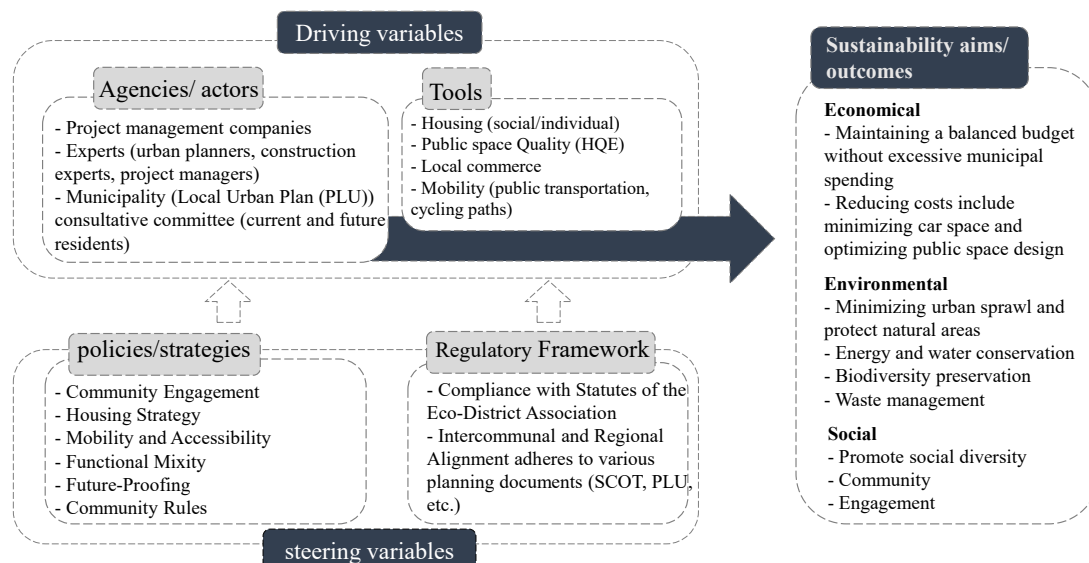 Driving variables
Agencies/ actors
- Project management companies
- Experts (urban planners, construction
experts, project managers)
- Municipality (Local Urban Plan (PLU))
consultative committee (current and future
residents)
Tools
- Housing (social/individual)
- Public space Quality (HQE)
- Local commerce
- Mobility (public transportation,
cycling paths)
policies/strategies
- Community Engagement
- Housing Strategy
- Mobility and Accessibility
- Functional Mixity
- Future-Proofing
- Community Rules
Regulatory Framework
- Compliance with Statutes of the
Eco-District Association
- Intercommunal and Regional
Alignment adheres to various
planning documents (SCOT, PLU,
etc.)
steering variables
Sustainability aims/
outcomes
Economical
- Maintaining a balanced budget
without excessive municipal
spending
- Reducing costs include
minimizing car space and
optimizing public space design
Environmental
- Minimizing urban sprawl and
protect natural areas
- Energy and water conservation
- Biodiversity preservation
- Waste management
Social
- Promote social diversity
- Community
- Engagement